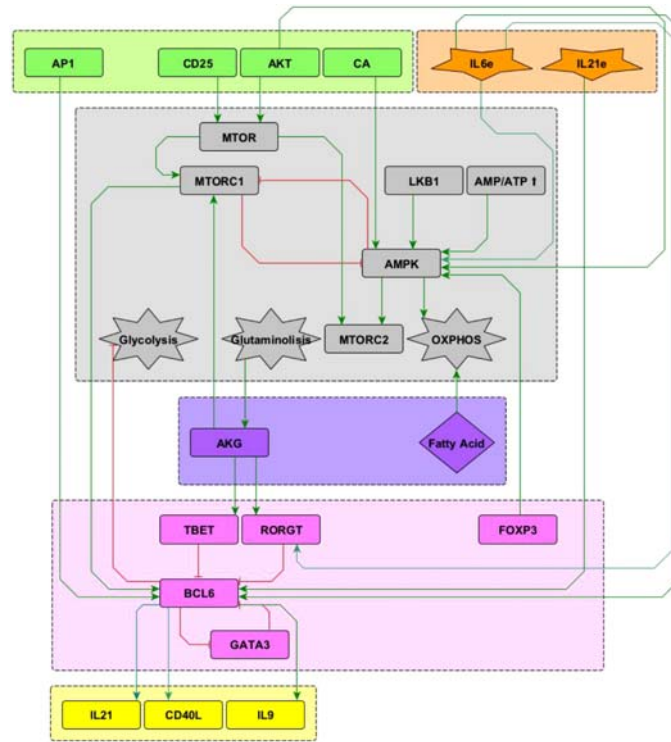 AP1
CD25
AKT
CA
IL6e
IL21e
MTOR
MTORC1
LKB1
AMP/ATP ⬆
AMPK
Glycolysis
Glutaminolisis
MTORC2
OXPHOS
AKG
Fatty Acid
TBET
RORGT
FOXP3
BCL6
GATA3
IL21
CD40L
IL9